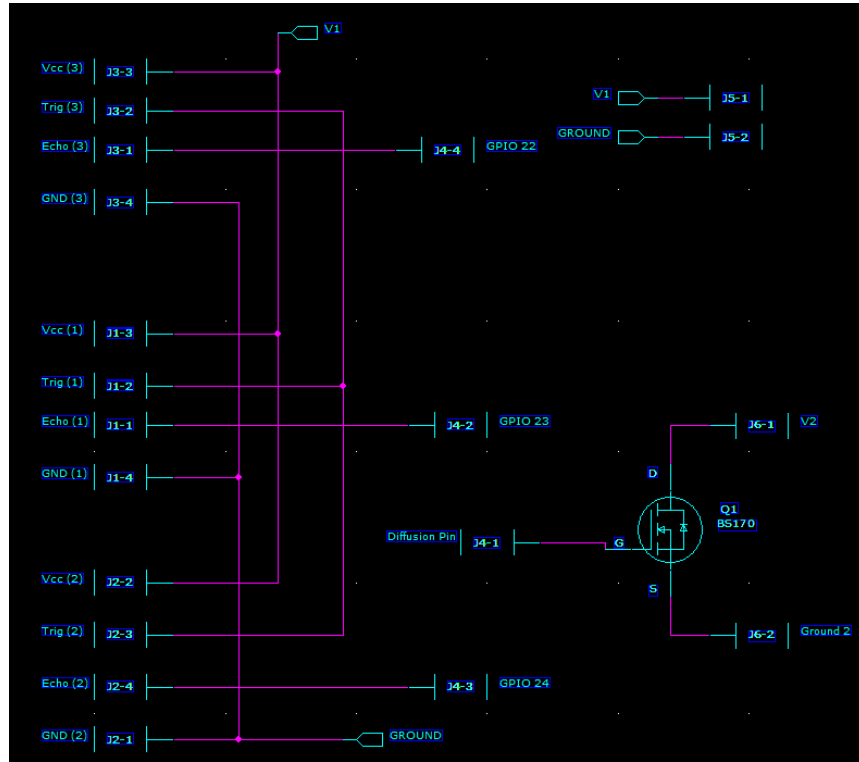 V1
Vcc (3) J3-3
V1 J5-1
Trig (3) J3-2
GROUND J5-2
Echo (3) J3-1 J4-4 GPIO 22
GND (3) J3-4
Vcc (1) J1-3
Trig (1) J1-2
Echo (1) J1-1 J4-2 GPIO 23
J6-1 V2
GND (1) J1-4
D
Q1
BS170
Diffusion Pin J4-1 G
Vcc (2) J2-2
S
Trig (2) J2-3
J6-2 Ground 2
Echo (2) J2-4 J4-3 GPIO 24
GND (2) J2-1 GROUND